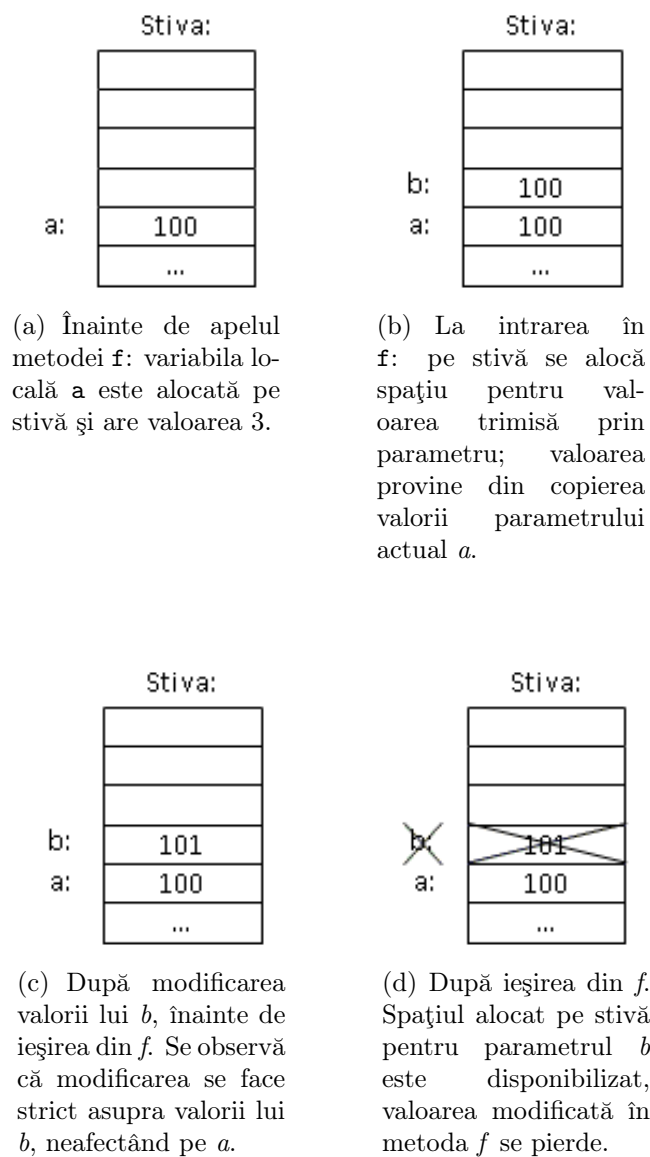 Stiva:
a: 100
...
(a) Înainte de apelul
metodei f: variabila lo-
cală a este alocată pe
stivă şi are valoarea 3.
Stiva:
b: 100
a: 100
...
(b) La intrarea în
f: pe stivă se alocă
spaţiu pentru val-
oarea trimisă prin
parametru; valoarea
provine din copierea
valorii parametrului
actual a.
Stiva:
b: 101
a: 100
...
(c) După modificarea
valorii lui b, înainte de
ieşirea din f. Se observă
că modificarea se face
strict asupra valorii lui
b, neafectând pe a.
Stiva:
b: 101
a: 100
...
(d) După ieşirea din f.
Spaţiul alocat pe stivă
pentru parametrul b
este disponibilizat,
valoarea modificată în
metoda f se pierde.